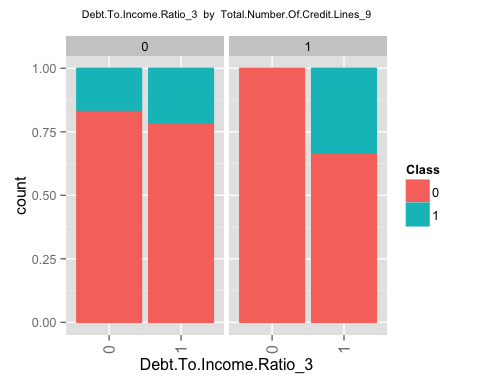 Debt.To.Income.Ratio_3 by Total.Number.Of.Credit.Lines_9
0 1
1.00
0.75
0.50
0.25
0.00
count
0 1 0 1
Debt.To.Income.Ratio_3
Class
0
1